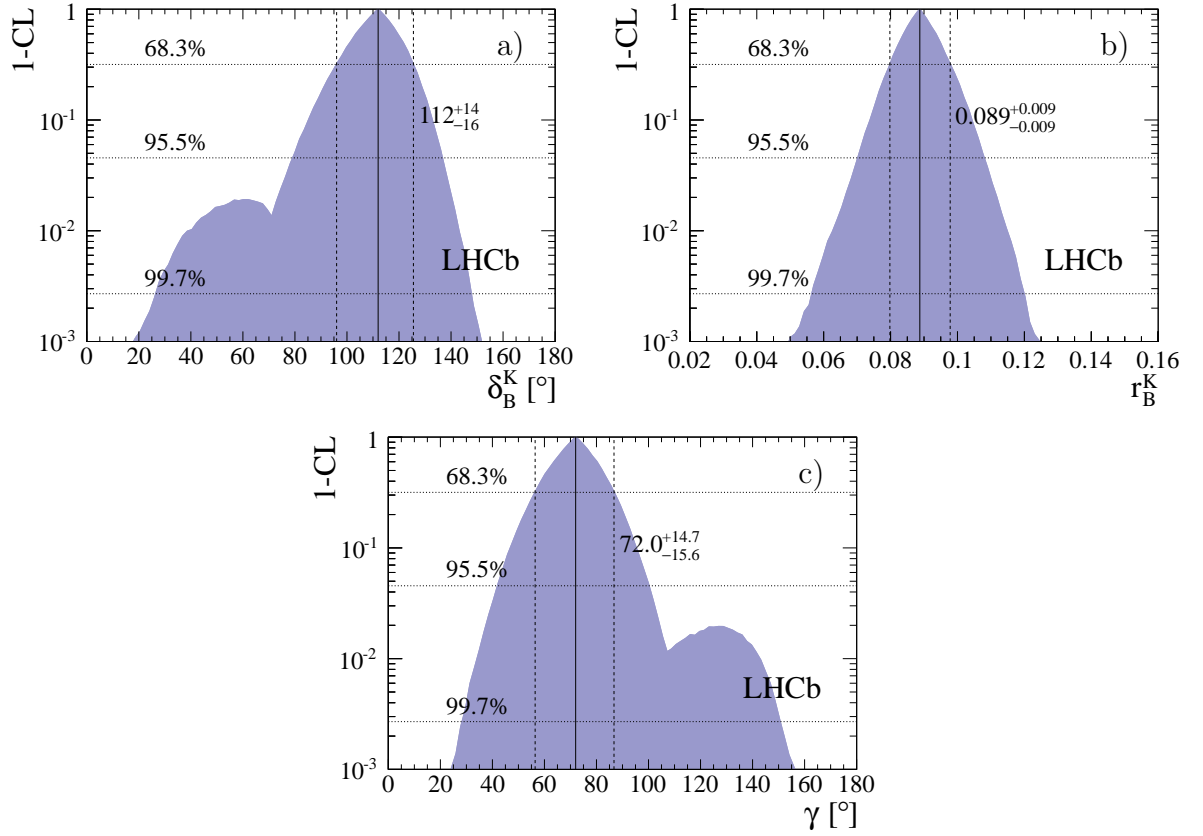 1-CL
a)
1
68.3%
10⁻¹
112 +14 −16
95.5%
10⁻²
LHCb
99.7%
10⁻³
0 20 40 60 80 100 120 140 160 180
δ_B^K [°]
1-CL
b)
1
68.3%
10⁻¹
0.089 +0.009 −0.009
95.5%
10⁻²
LHCb
99.7%
10⁻³
0.02 0.04 0.06 0.08 0.1 0.12 0.14 0.16
r_B^K
1-CL
c)
1
68.3%
10⁻¹
72.0 +14.7 −15.6
95.5%
10⁻²
LHCb
99.7%
10⁻³
0 20 40 60 80 100 120 140 160 180
γ [°]